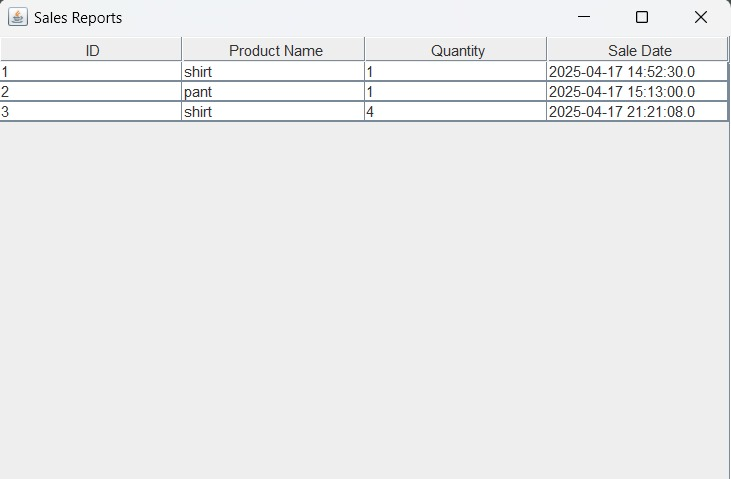 Sales Reports
ID Product Name Quantity Sale Date
1 shirt 1 2025-04-17 14:52:30.0
2 pant 1 2025-04-17 15:13:00.0
3 shirt 4 2025-04-17 21:21:08.0